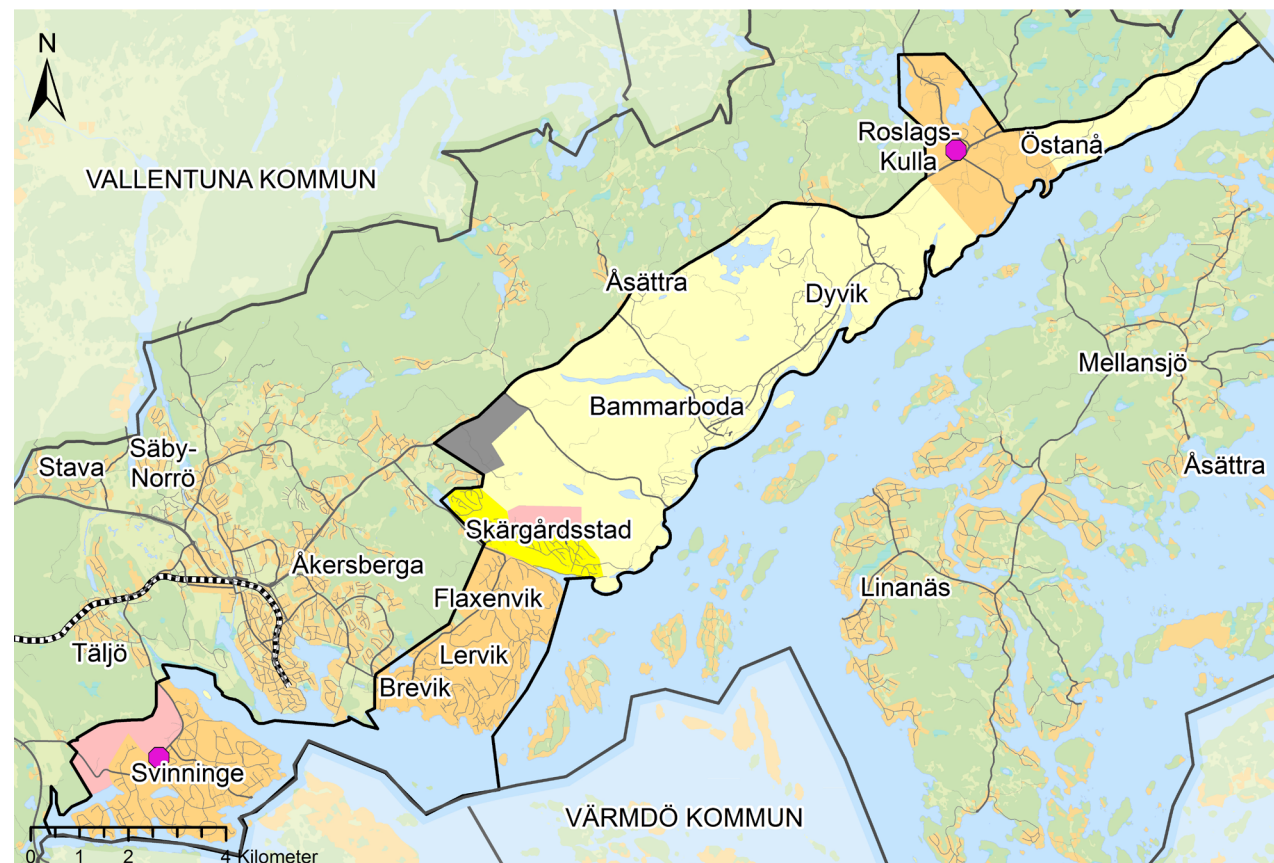 N
VALLENTUNA KOMMUN
Roslags-
Kulla
Östanå
Åsättra
Dyvik
Mellansjö
Bammarboda
Säby-
Norrö
Stava
Åsättra
Skärgårdsstad
Åkersberga
Linanäs
Flaxenvik
Täljö
Lervik
Brevik
Svinninge
VÄRMDÖ KOMMUN
0 1 2 4 Kilometer